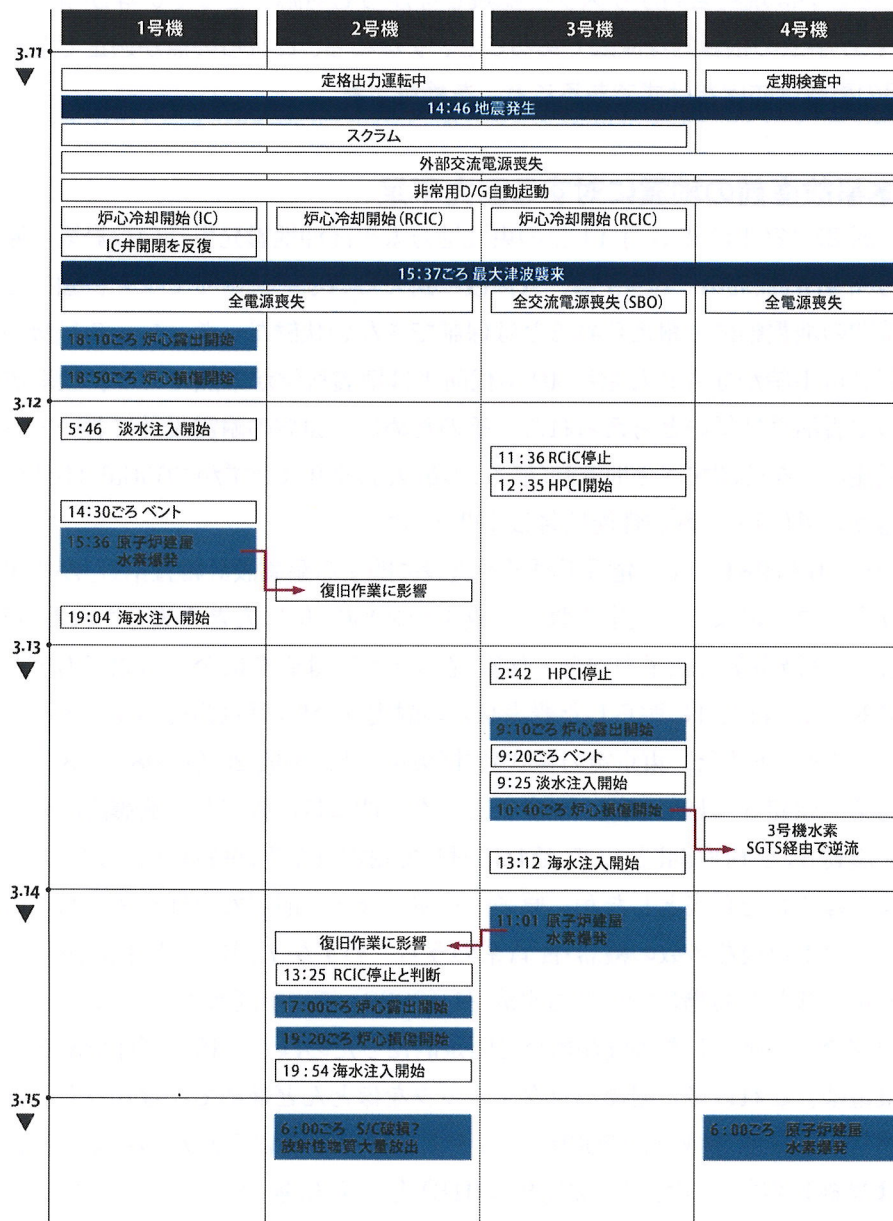 1号機 2号機 3号機 4号機
3.11
定格出力運転中 定期検査中
14:46 地震発生
スクラム
外部交流電源喪失
非常用D/G自動起動
炉心冷却開始(IC) 炉心冷却開始(RCIC) 炉心冷却開始(RCIC)
IC弁開閉を反復
15:37ごろ 最大津波襲来
全電源喪失 全交流電源喪失(SBO) 全電源喪失
18:10ごろ 炉心露出開始
18:50ごろ 炉心損傷開始
3.12
5:46 淡水注入開始
11:36 RCIC停止
12:35 HPCI開始
14:30ごろ ベント
15:36 原子炉建屋
水素爆発
復旧作業に影響
19:04 海水注入開始
3.13
2:42 HPCI停止
9:10ごろ 炉心露出開始
9:20ごろ ベント
9:25 淡水注入開始
10:40ごろ 炉心損傷開始
3号機水素
SGTS経由で逆流
13:12 海水注入開始
3.14
11:01 原子炉建屋
水素爆発
復旧作業に影響
13:25 RCIC停止と判断
17:00ごろ 炉心露出開始
19:20ごろ 炉心損傷開始
19:54 海水注入開始
3.15
6:00ごろ S/C破損?
放射性物質大量放出
6:00ごろ 原子炉建屋
水素爆発